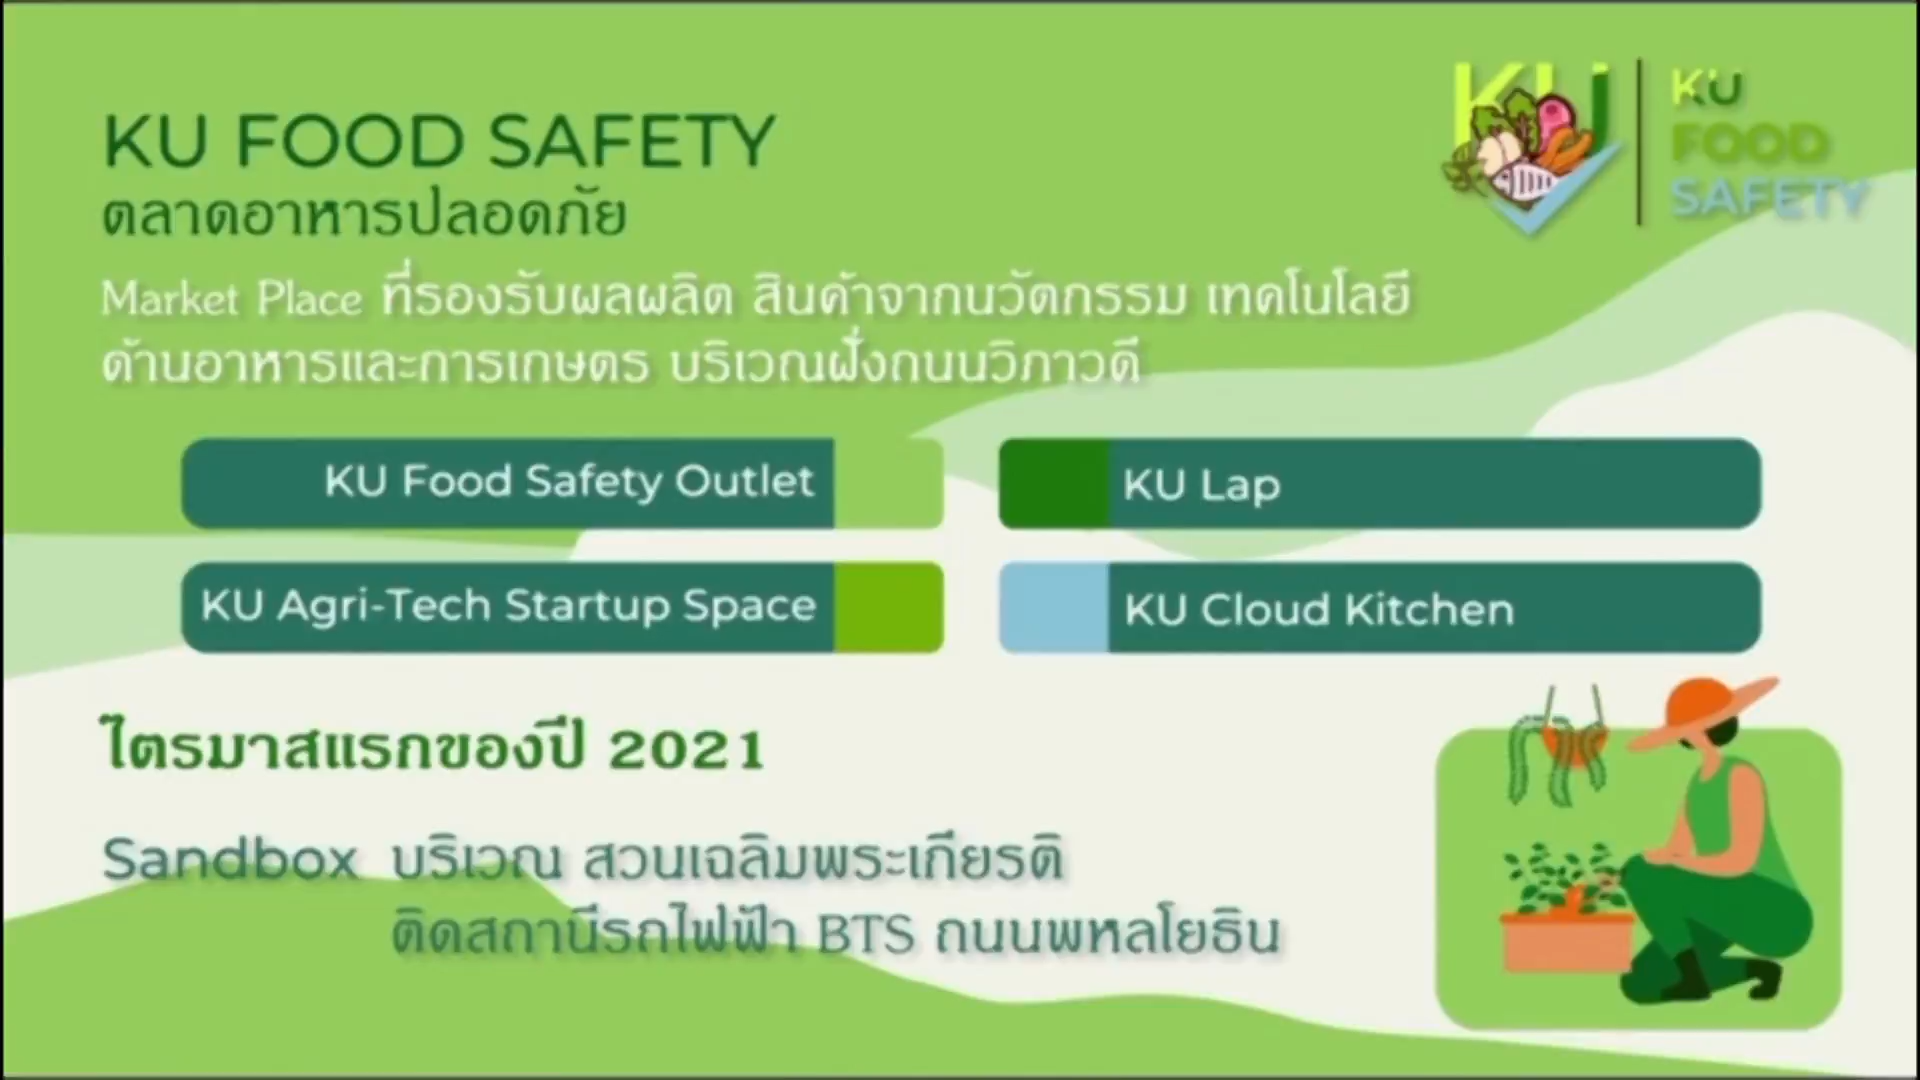 KU FOOD SAFETY
ตลาดอาหารปลอดภัย
KU
KU
FOOD
SAFETY
Market Place ที่รองรับผลผลิต สินค้าจากนวัตกรรม เทคโนโลยี
ด้านอาหารและการเกษตร บริเวณฝั่งถนนวิภาวดี
KU Food Safety Outlet
KU Lap
KU Agri-Tech Startup Space
KU Cloud Kitchen
ไตรมาสแรกของปี 2021
Sandbox บริเวณ สวนเฉลิมพระเกียรติ
ติดสถานีรถไฟฟ้า BTS ถนนพหลโยธิน